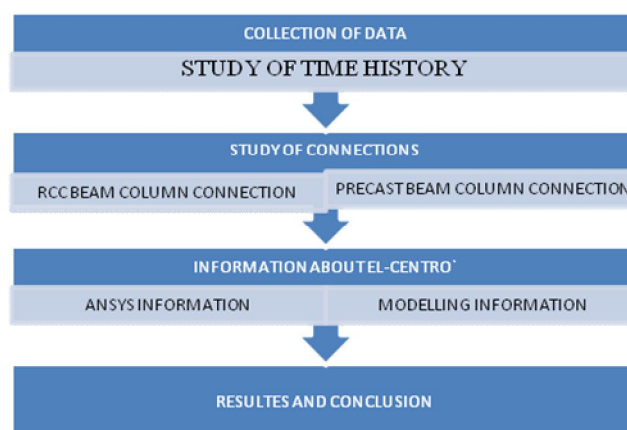 COLLECTION OF DATA
STUDY OF TIME HISTORY
STUDY OF CONNECTIONS
RCC BEAM COLUMN CONNECTION
PRECAST BEAM COLUMN CONNECTION
INFORMATION ABOUT EL-CENTRO`
ANSYS INFORMATION
MODELLING INFORMATION
RESULTES AND CONCLUSION